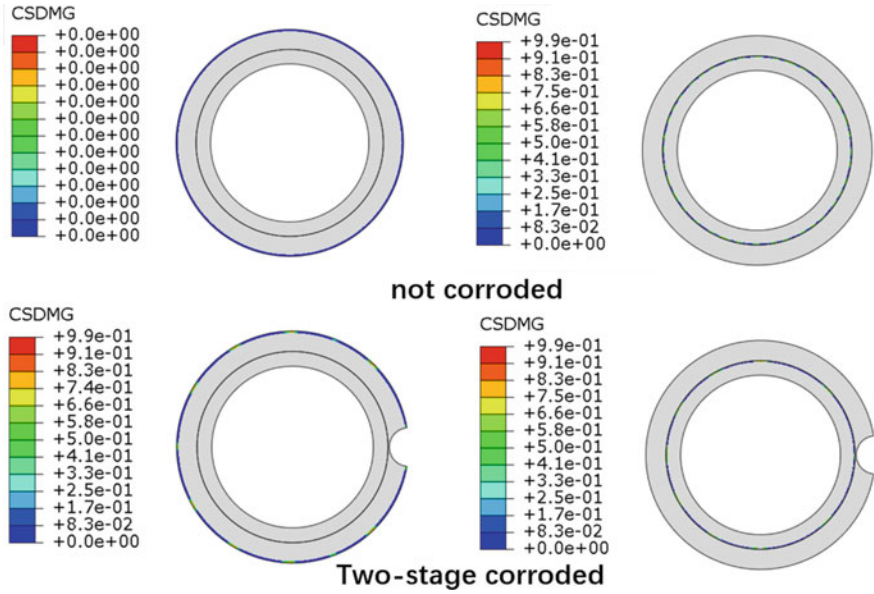 CSDMG
+0.0e+00
+0.0e+00
+0.0e+00
+0.0e+00
+0.0e+00
+0.0e+00
+0.0e+00
+0.0e+00
+0.0e+00
+0.0e+00
+0.0e+00
+0.0e+00
+0.0e+00
CSDMG
+9.9e-01
+9.1e-01
+8.3e-01
+7.5e-01
+6.6e-01
+5.8e-01
+5.0e-01
+4.1e-01
+3.3e-01
+2.5e-01
+1.7e-01
+8.3e-02
+0.0e+00
not corroded
CSDMG
+9.9e-01
+9.1e-01
+8.3e-01
+7.4e-01
+6.6e-01
+5.8e-01
+5.0e-01
+4.1e-01
+3.3e-01
+2.5e-01
+1.7e-01
+8.3e-02
+0.0e+00
CSDMG
+9.9e-01
+9.1e-01
+8.3e-01
+7.5e-01
+6.6e-01
+5.8e-01
+5.0e-01
+4.1e-01
+3.3e-01
+2.5e-01
+1.7e-01
+8.3e-02
+0.0e+00
Two-stage corroded